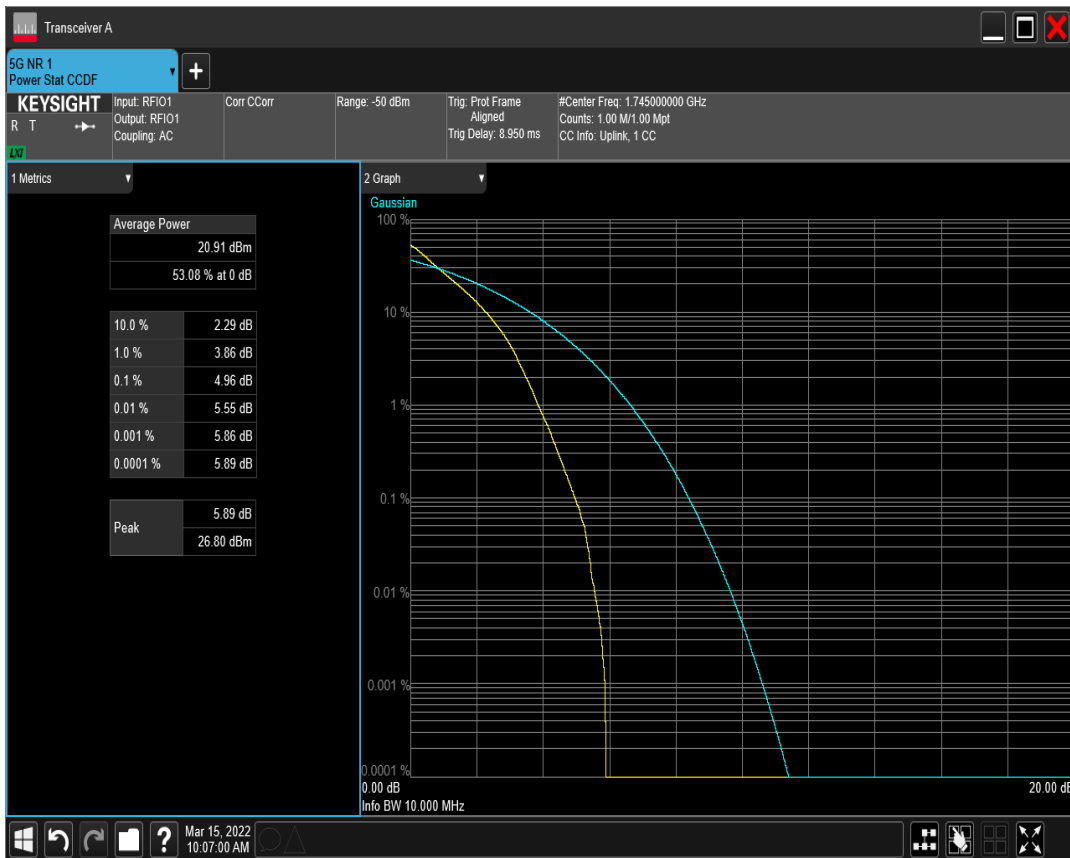 Transceiver A
5G NR 1
Power Stat CCDF
KEYSIGHT
R T
LXI
Input: RFIO1
Output: RFIO1
Coupling: AC
Corr CCorr
Range: -50 dBm
Trig: Prot Frame
Aligned
Trig Delay: 8.950 ms
#Center Freq: 1.745000000 GHz
Counts: 1.00 M/1.00 Mpt
CC Info: Uplink, 1 CC
1 Metrics
Average Power
20.91 dBm
53.08 % at 0 dB
10.0 % 2.29 dB
1.0 % 3.86 dB
0.1 % 4.96 dB
0.01 % 5.55 dB
0.001 % 5.86 dB
0.0001 % 5.89 dB
Peak
5.89 dB
26.80 dBm
2 Graph
Gaussian
100 %
10 %
1 %
0.1 %
0.01 %
0.001 %
0.0001 %
0.00 dB
20.00 dB
Info BW 10.000 MHz
?
Mar 15, 2022
10:07:00 AM